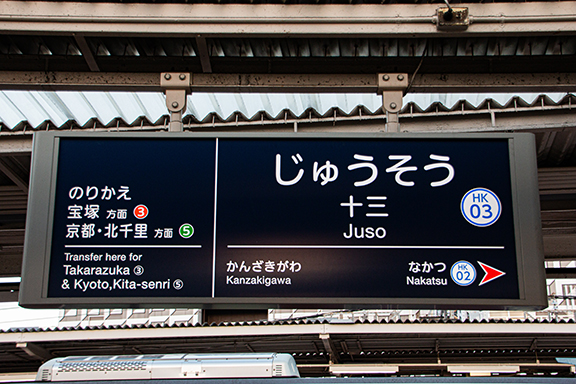 のりかえ
宝塚 方面 3
京都・北千里 方面 5
Transfer here for
Takarazuka ③
& Kyoto,Kita-senri ⑤
じゅうそう
十三
Juso
HK
03
かんざきがわ
Kanzakigawa
なかつ
Nakatsu
HK
02